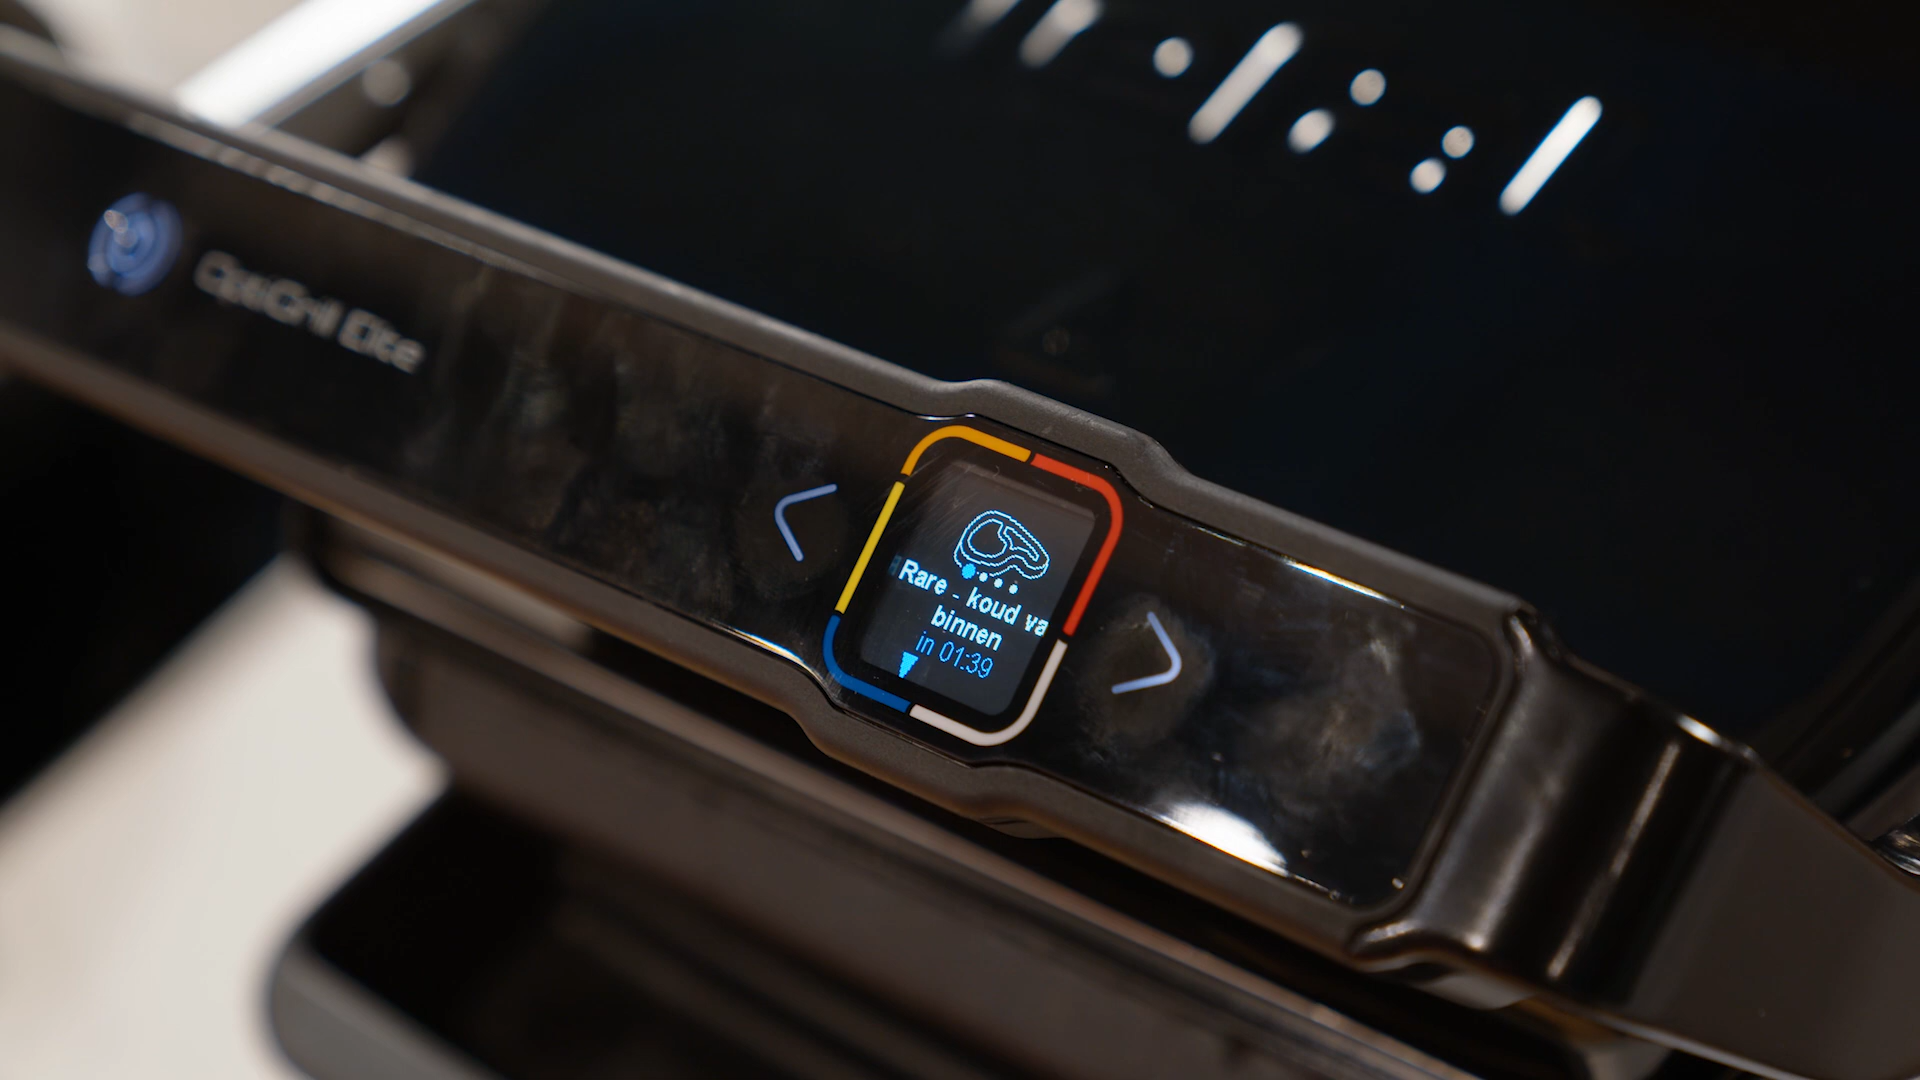 OptiGrill Elite
Rare - koud va
binnen
in 01:39